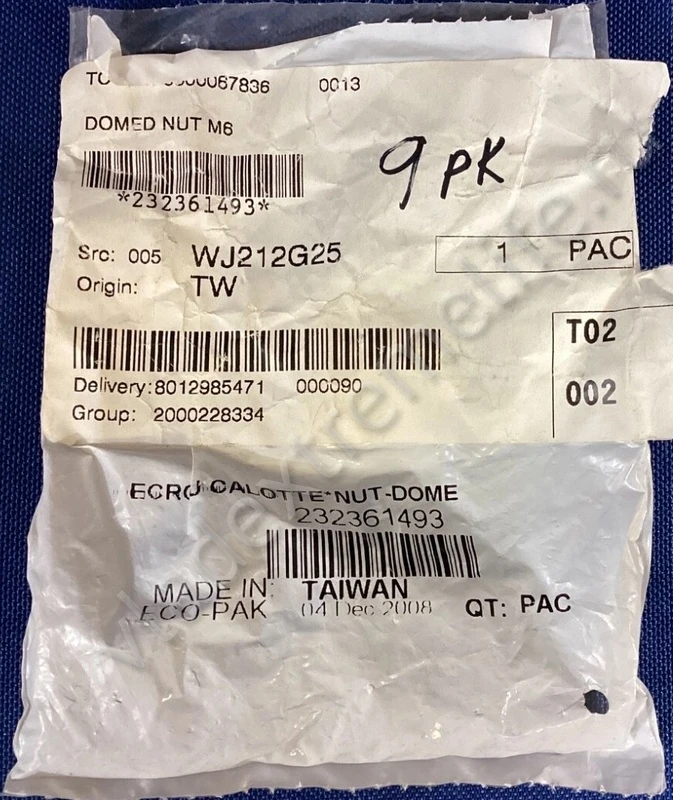 0013
DOMED NUT M6
9 PK
*232361493*
Src: 005 WJ212G25 1 PAC
Origin: TW
T02
Delivery:8012985471 000090
002
Group: 2000228334
ECROU CALOTTE*NUT-DOME
232361493
MADE IN: TAIWAN
ECO-PAK 04 Dec 2008 QT: PAC